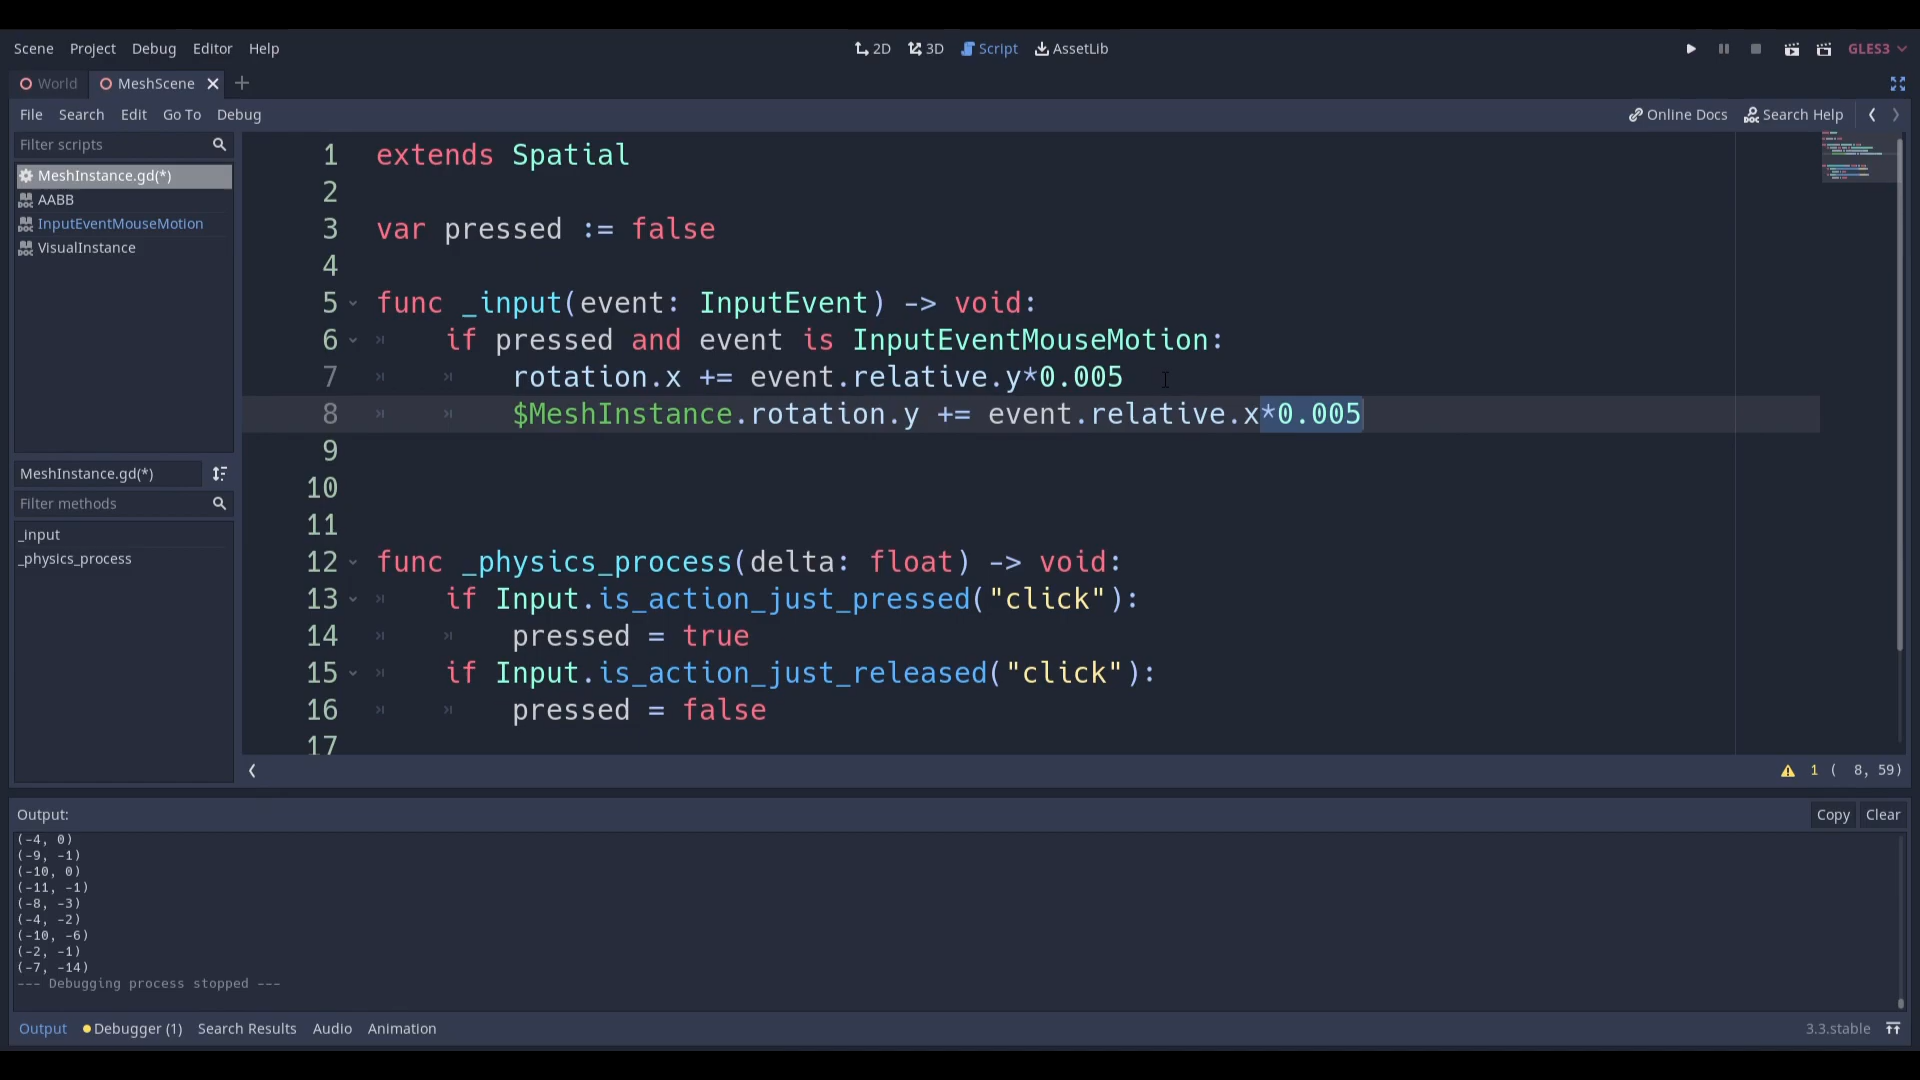 Scene Project Debug Editor Help 2D 3D Script AssetLib GLES3
World MeshScene
File Search Edit Go To Debug Online Docs Search Help
Filter scripts
MeshInstance.gd(*)
AABB
InputEventMouseMotion
VisualInstance
MeshInstance.gd(*)
Filter methods
_input
_physics_process
1 extends Spatial
2
3 var pressed := false
4
5 func _input(event: InputEvent) -> void:
6 if pressed and event is InputEventMouseMotion:
7 rotation.x += event.relative.y*0.005
8 $MeshInstance.rotation.y += event.relative.x*0.005
9
10
11
12 func _physics_process(delta: float) -> void:
13 if Input.is_action_just_pressed("click"):
14 pressed = true
15 if Input.is_action_just_released("click"):
16 pressed = false
17
1 ( 8, 59)
Output: Copy Clear
(-4, 0)
(-9, -1)
(-10, 0)
(-11, -1)
(-8, -3)
(-4, -2)
(-10, -6)
(-2, -1)
(-7, -14)
--- Debugging process stopped ---
Output Debugger (1) Search Results Audio Animation 3.3.stable